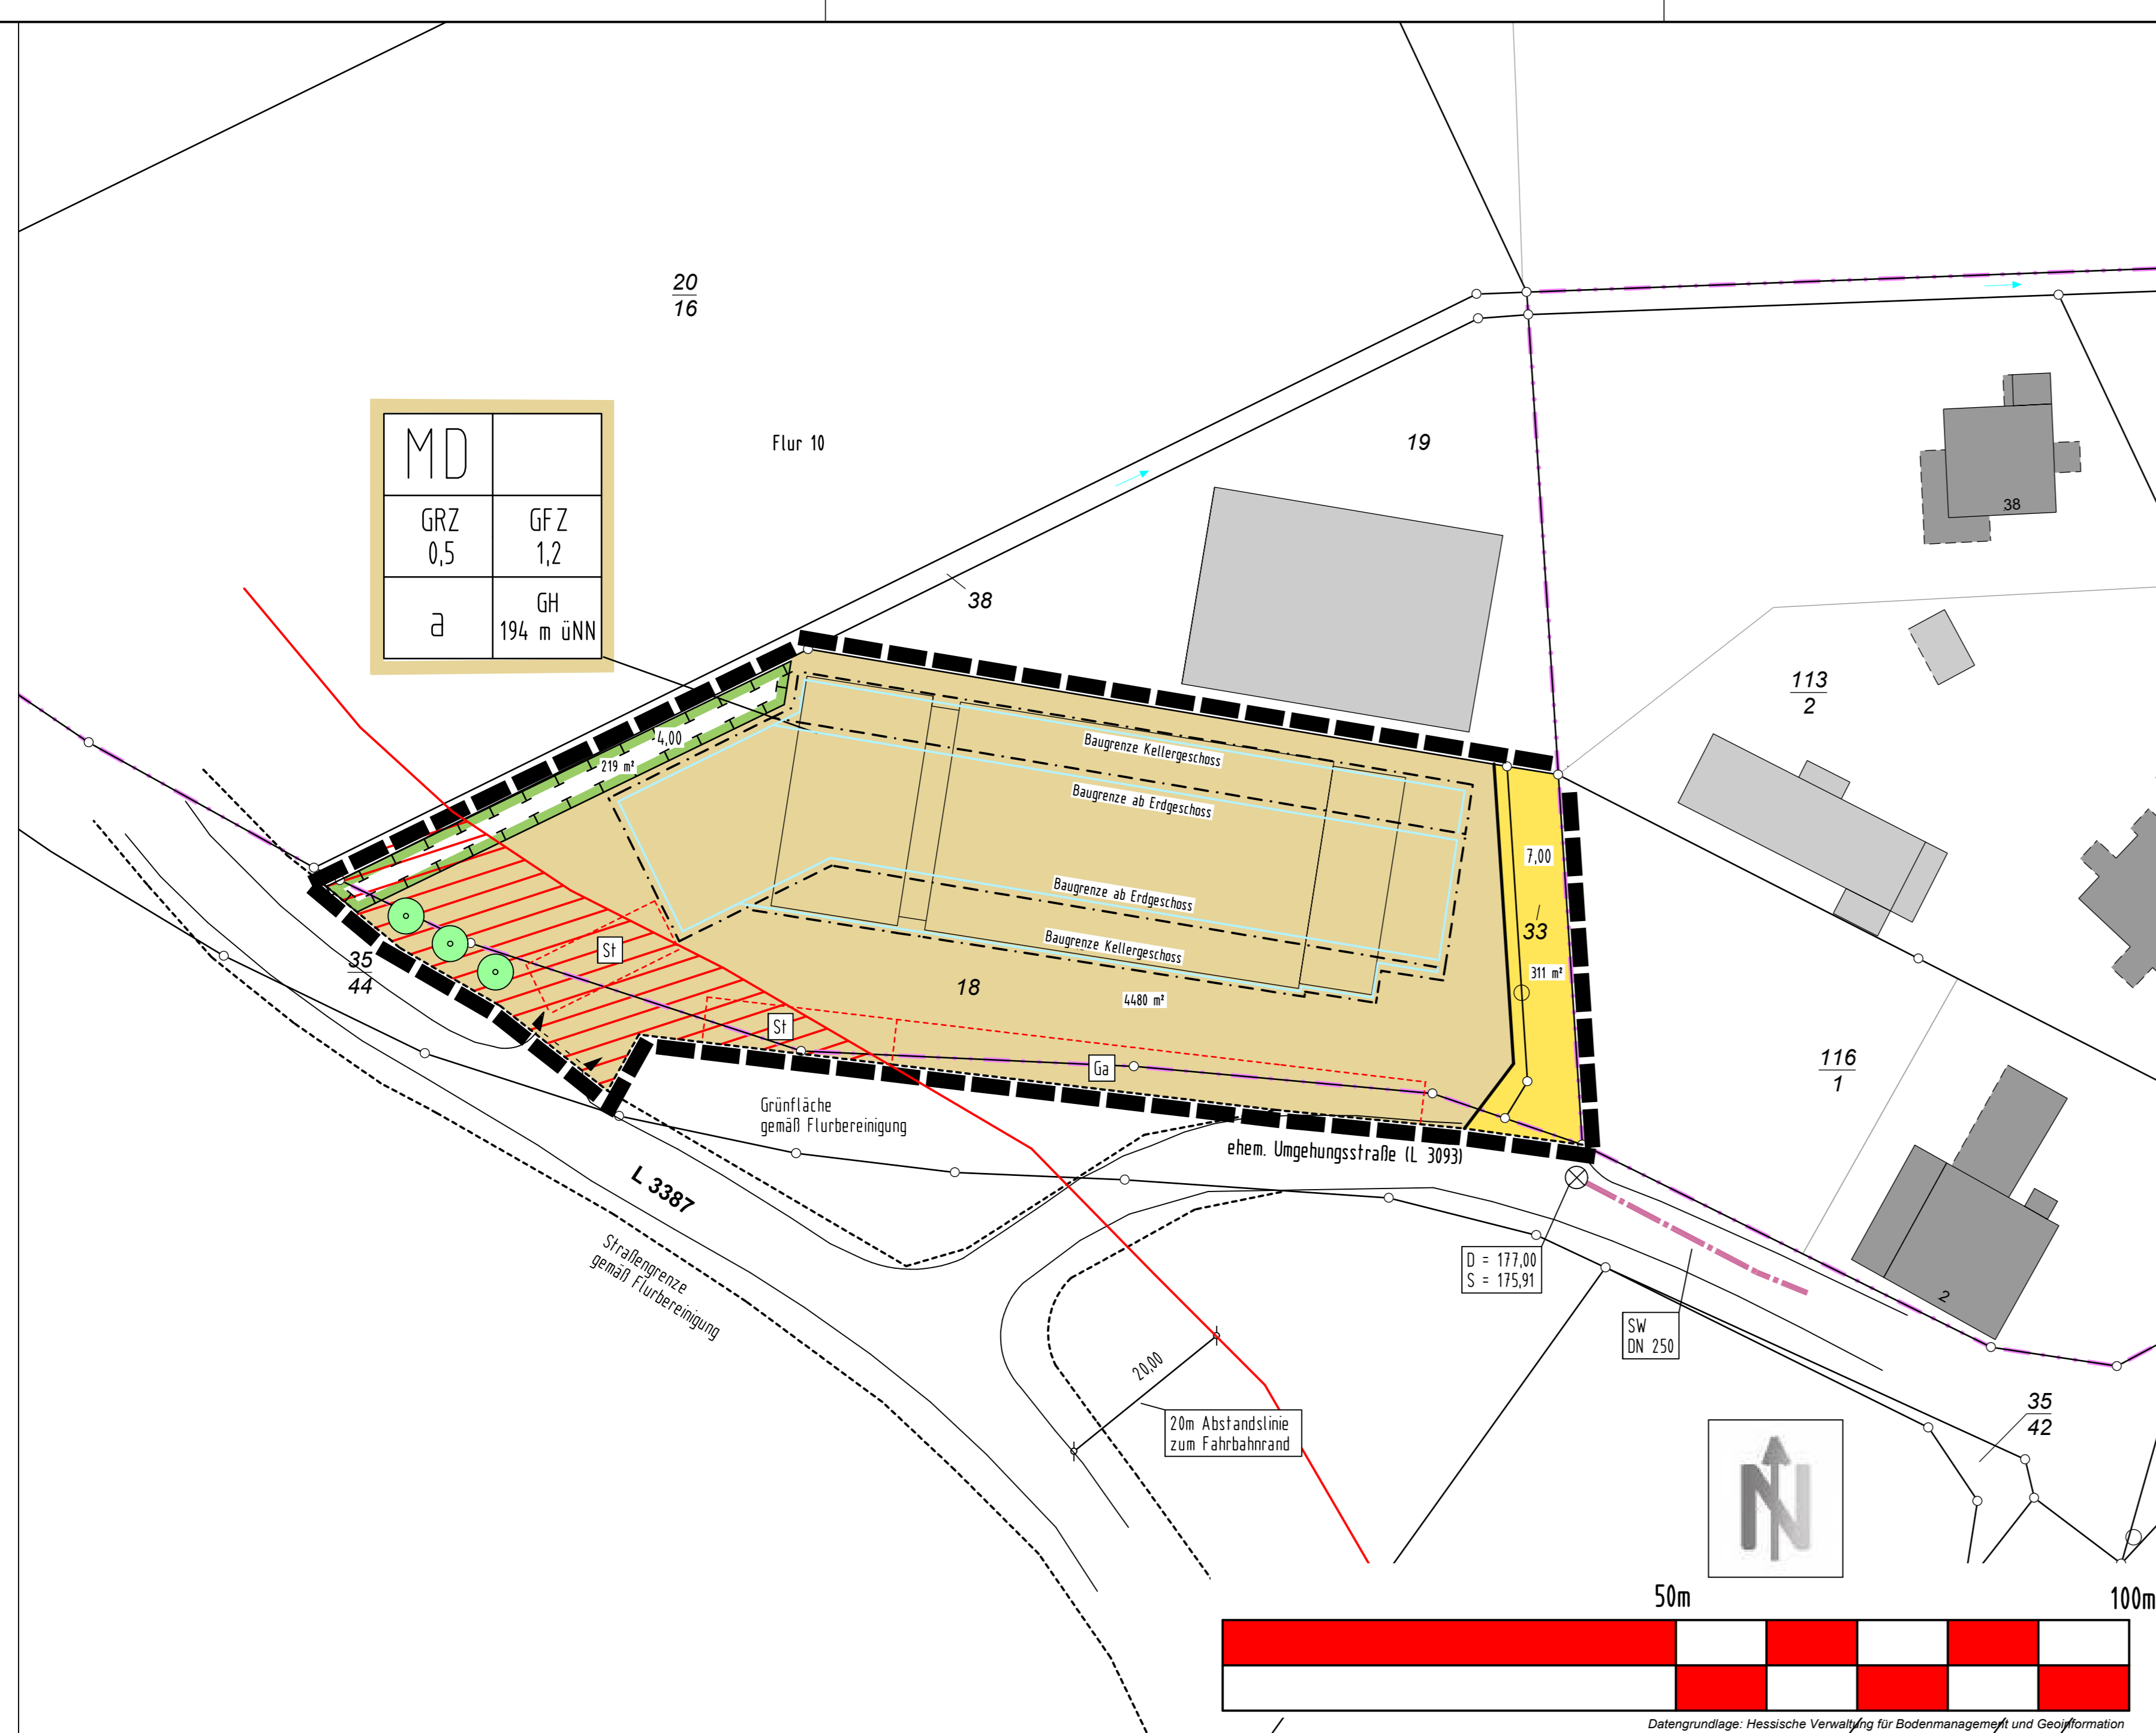 20
16
Flur 10
19
38
MD
GRZ
0,5
GFZ
1,2
a
GH
194 m üNN
38
113
2
4,00
219 m²
Baugrenze Kellergeschoss
Baugrenze ab Erdgeschoss
Baugrenze ab Erdgeschoss
Baugrenze Kellergeschoss
7,00
33
311 m²
18
4480 m²
35
44
St
St
Ga
116
1
Grünfläche
gemäß Flurbereinigung
ehem. Umgehungsstraße (L 3093)
L 3387
Straßengrenze
gemäß Flurbereinigung
D = 177,00
S = 175,91
SW
DN 250
2
20,00
20m Abstandslinie
zum Fahrbahnrand
35
42
N
50m
100m
Datengrundlage: Hessische Verwaltung für Bodenmanagement und Geoinformation